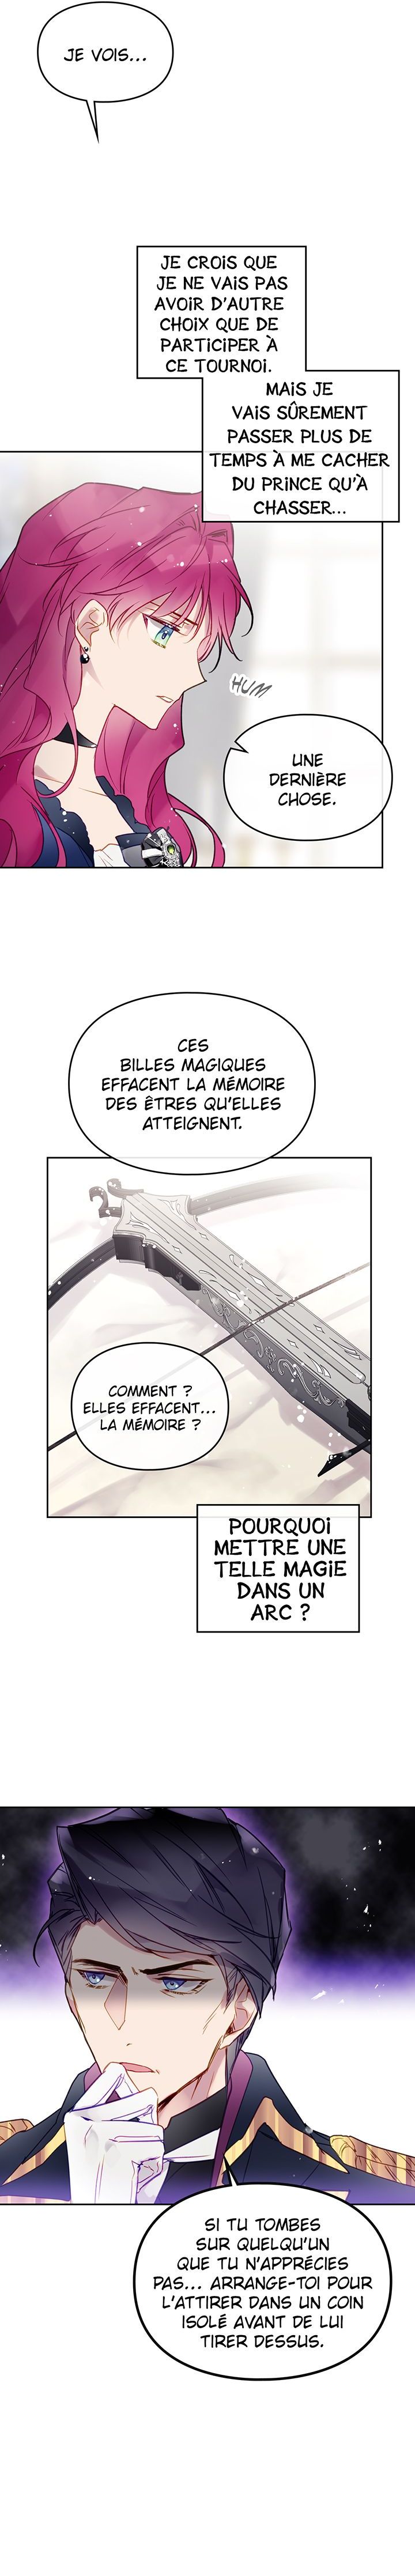 JE VOIS...
JE CROIS QUE
JE NE VAIS PAS
AVOIR D'AUTRE
CHOIX QUE DE
PARTICIPER À
CE TOURNOI.
MAIS JE
VAIS SÛREMENT
PASSER PLUS DE
TEMPS À ME CACHER
DU PRINCE QU'À
CHASSER...
HUM
UNE
DERNIÈRE
CHOSE.
CES
BILLES MAGIQUES
EFFACENT LA MÉMOIRE
DES ÊTRES QU'ELLES
ATTEIGNENT.
COMMENT ?
ELLES EFFACENT...
LA MÉMOIRE ?
POURQUOI
METTRE UNE
TELLE MAGIE
DANS UN
ARC ?
SI TU TOMBES
SUR QUELQU'UN
QUE TU N'APPRÉCIES
PAS... ARRANGE-TOI POUR
L'ATTIRER DANS UN COIN
ISOLÉ AVANT DE LUI
TIRER DESSUS.